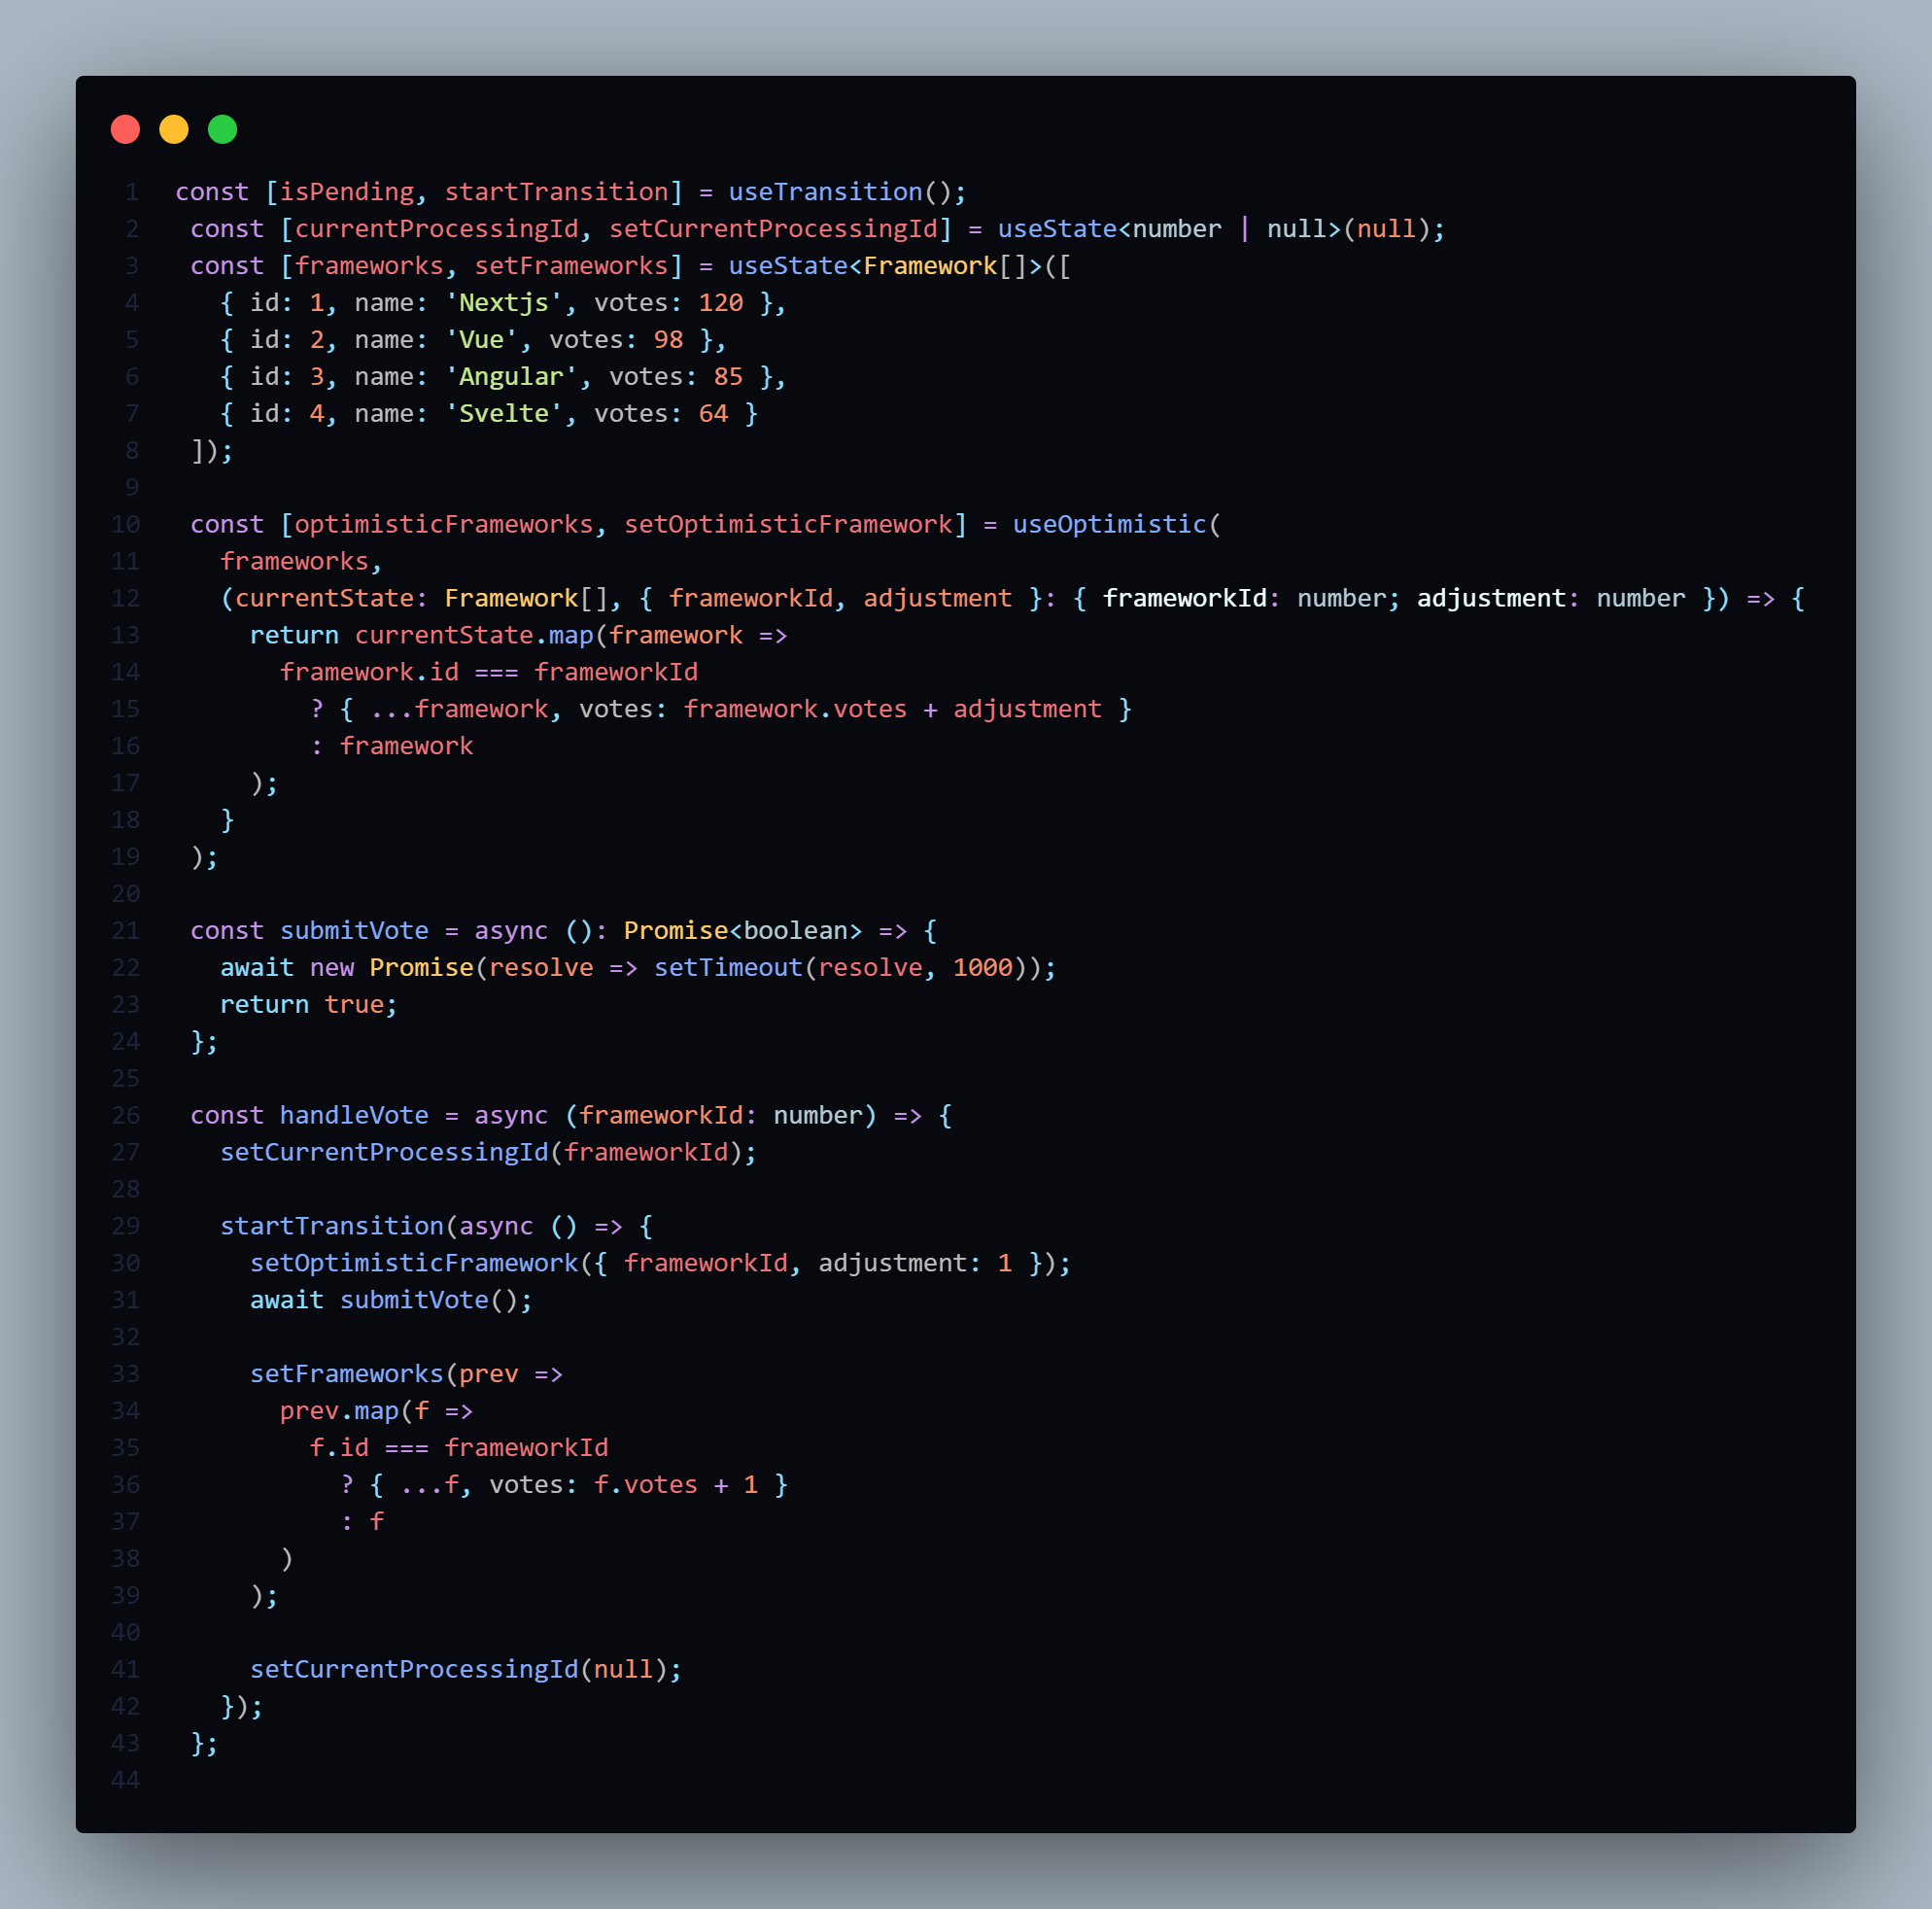 1 const [isPending, startTransition] = useTransition();
2 const [currentProcessingId, setCurrentProcessingId] = useState<number | null>(null);
3 const [frameworks, setFrameworks] = useState<Framework[]>([
4 { id: 1, name: 'Nextjs', votes: 120 },
5 { id: 2, name: 'Vue', votes: 98 },
6 { id: 3, name: 'Angular', votes: 85 },
7 { id: 4, name: 'Svelte', votes: 64 }
8 ]);
9
10 const [optimisticFrameworks, setOptimisticFramework] = useOptimistic(
11 frameworks,
12 (currentState: Framework[], { frameworkId, adjustment }: { frameworkId: number; adjustment: number }) => {
13 return currentState.map(framework =>
14 framework.id === frameworkId
15 ? { ...framework, votes: framework.votes + adjustment }
16 : framework
17 );
18 }
19 );
20
21 const submitVote = async (): Promise<boolean> => {
22 await new Promise(resolve => setTimeout(resolve, 1000));
23 return true;
24 };
25
26 const handleVote = async (frameworkId: number) => {
27 setCurrentProcessingId(frameworkId);
28
29 startTransition(async () => {
30 setOptimisticFramework({ frameworkId, adjustment: 1 });
31 await submitVote();
32
33 setFrameworks(prev =>
34 prev.map(f =>
35 f.id === frameworkId
36 ? { ...f, votes: f.votes + 1 }
37 : f
38 )
39 );
40
41 setCurrentProcessingId(null);
42 });
43 };
44